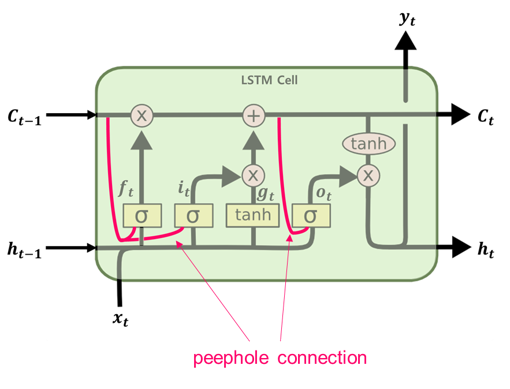 y_t
LSTM Cell
C_{t-1}
x
+
C_t
tanh
f_t
i_t
x
g_t
o_t
x
σ
σ
tanh
σ
h_{t-1}
h_t
x_t
peephole connection